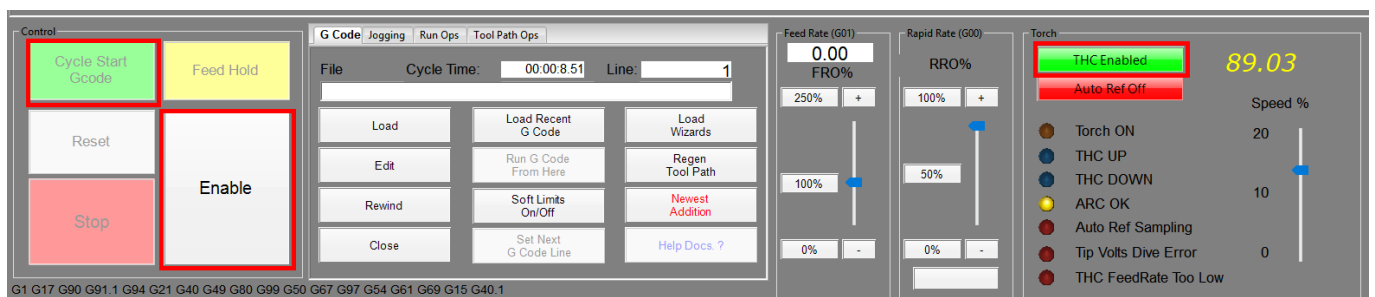 Control
Cycle Start
Gcode
Feed Hold
Reset
Enable
Stop
G Code Jogging Run Ops Tool Path Ops
File Cycle Time: 00:00:8.51 Line: 1
Load
Load Recent
G Code
Load
Wizards
Edit
Run G Code
From Here
Regen
Tool Path
Rewind
Soft Limits
On/Off
Newest
Addition
Close
Set Next
G Code Line
Help Docs. ?
Feed Rate (G01)
0.00
FRO%
250% +
100%
0% -
Rapid Rate (G00)
RRO%
100% +
50%
0% -
Torch
THC Enabled
89.03
Auto Ref Off
Speed %
Torch ON
THC UP
THC DOWN
ARC OK
Auto Ref Sampling
Tip Volts Dive Error
THC FeedRate Too Low
20
10
0
G1 G17 G90 G91.1 G94 G21 G40 G49 G80 G99 G50 G67 G97 G54 G61 G69 G15 G40.1